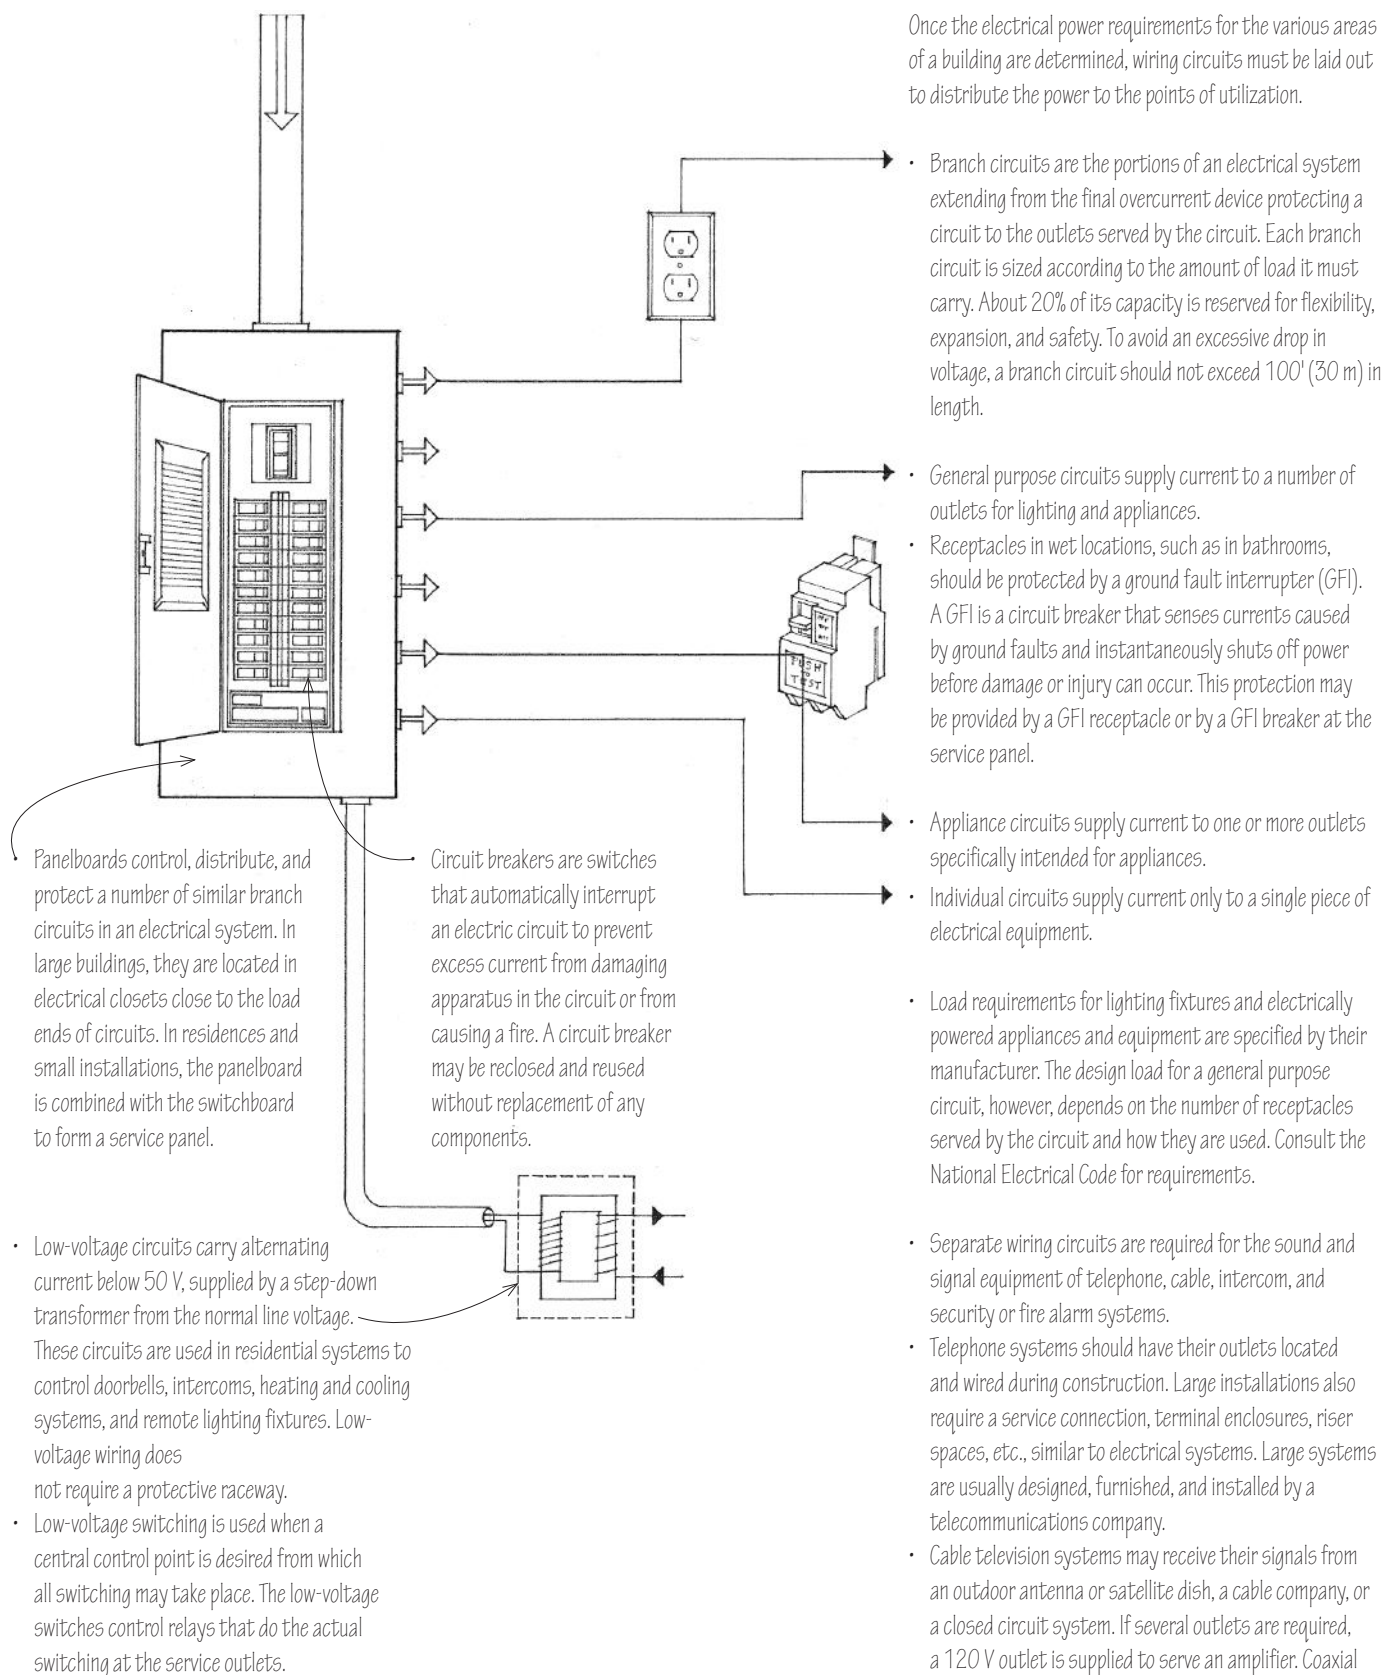 Once the electrical power requirements for the various areas
of a building are determined, wiring circuits must be laid out
to distribute the power to the points of utilization.
• Branch circuits are the portions of an electrical system
extending from the final overcurrent device protecting a
circuit to the outlets served by the circuit. Each branch
circuit is sized according to the amount of load it must
carry. About 20% of its capacity is reserved for flexibility,
expansion, and safety. To avoid an excessive drop in
voltage, a branch circuit should not exceed 100' (30 m) in
length.
• General purpose circuits supply current to a number of
outlets for lighting and appliances.
• Receptacles in wet locations, such as in bathrooms,
should be protected by a ground fault interrupter (GFI).
A GFI is a circuit breaker that senses currents caused
by ground faults and instantaneously shuts off power
before damage or injury can occur. This protection may
be provided by a GFI receptacle or by a GFI breaker at the
service panel.
PUSH
TO
TEST
• Appliance circuits supply current to one or more outlets
specifically intended for appliances.
• Individual circuits supply current only to a single piece of
electrical equipment.
• Panelboards control, distribute, and
protect a number of similar branch
circuits in an electrical system. In
large buildings, they are located in
electrical closets close to the load
ends of circuits. In residences and
small installations, the panelboard
is combined with the switchboard
to form a service panel.
• Circuit breakers are switches
that automatically interrupt
an electric circuit to prevent
excess current from damaging
apparatus in the circuit or from
causing a fire. A circuit breaker
may be reclosed and reused
without replacement of any
components.
• Load requirements for lighting fixtures and electrically
powered appliances and equipment are specified by their
manufacturer. The design load for a general purpose
circuit, however, depends on the number of receptacles
served by the circuit and how they are used. Consult the
National Electrical Code for requirements.
• Low-voltage circuits carry alternating
current below 50 V, supplied by a step-down
transformer from the normal line voltage.
These circuits are used in residential systems to
control doorbells, intercoms, heating and cooling
systems, and remote lighting fixtures. Low-
voltage wiring does
not require a protective raceway.
• Low-voltage switching is used when a
central control point is desired from which
all switching may take place. The low-voltage
switches control relays that do the actual
switching at the service outlets.
• Separate wiring circuits are required for the sound and
signal equipment of telephone, cable, intercom, and
security or fire alarm systems.
• Telephone systems should have their outlets located
and wired during construction. Large installations also
require a service connection, terminal enclosures, riser
spaces, etc., similar to electrical systems. Large systems
are usually designed, furnished, and installed by a
telecommunications company.
• Cable television systems may receive their signals from
an outdoor antenna or satellite dish, a cable company, or
a closed circuit system. If several outlets are required,
a 120 V outlet is supplied to serve an amplifier. Coaxial